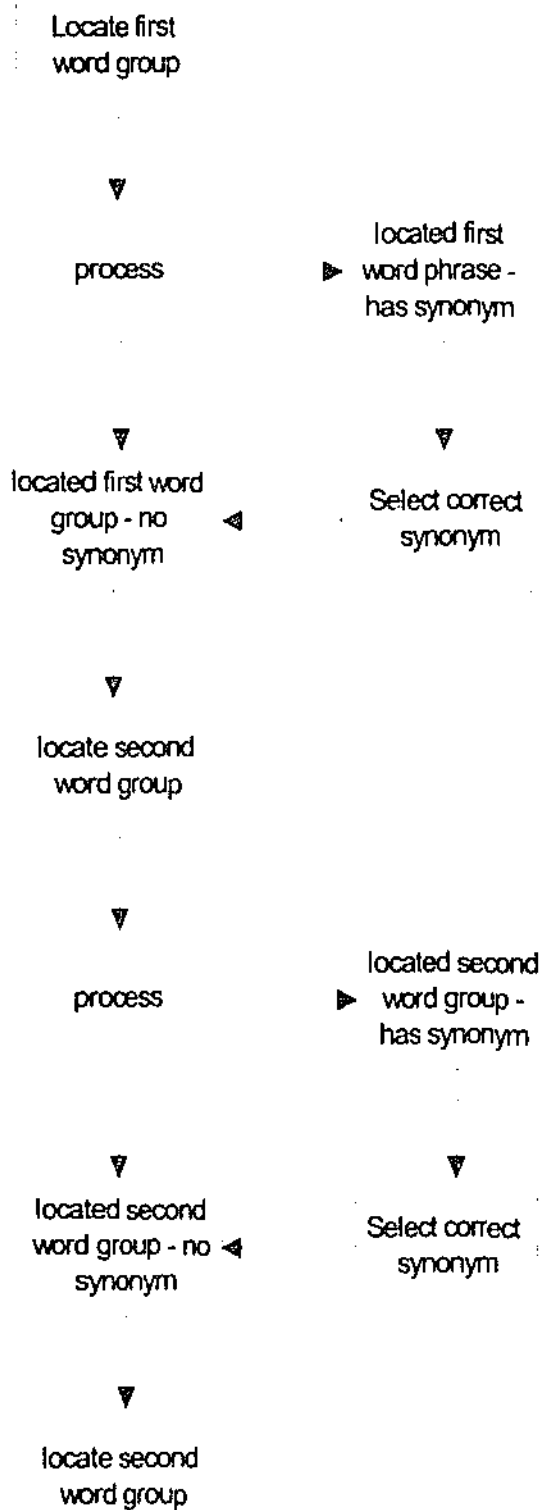 Locate first
word group
process
located first
word phrase -
has synonym
located first word
group - no
synonym
Select correct
synonym
locate second
word group
process
located second
word group -
has synonym
located second
word group - no
synonym
Select correct
synonym
locate second
word group